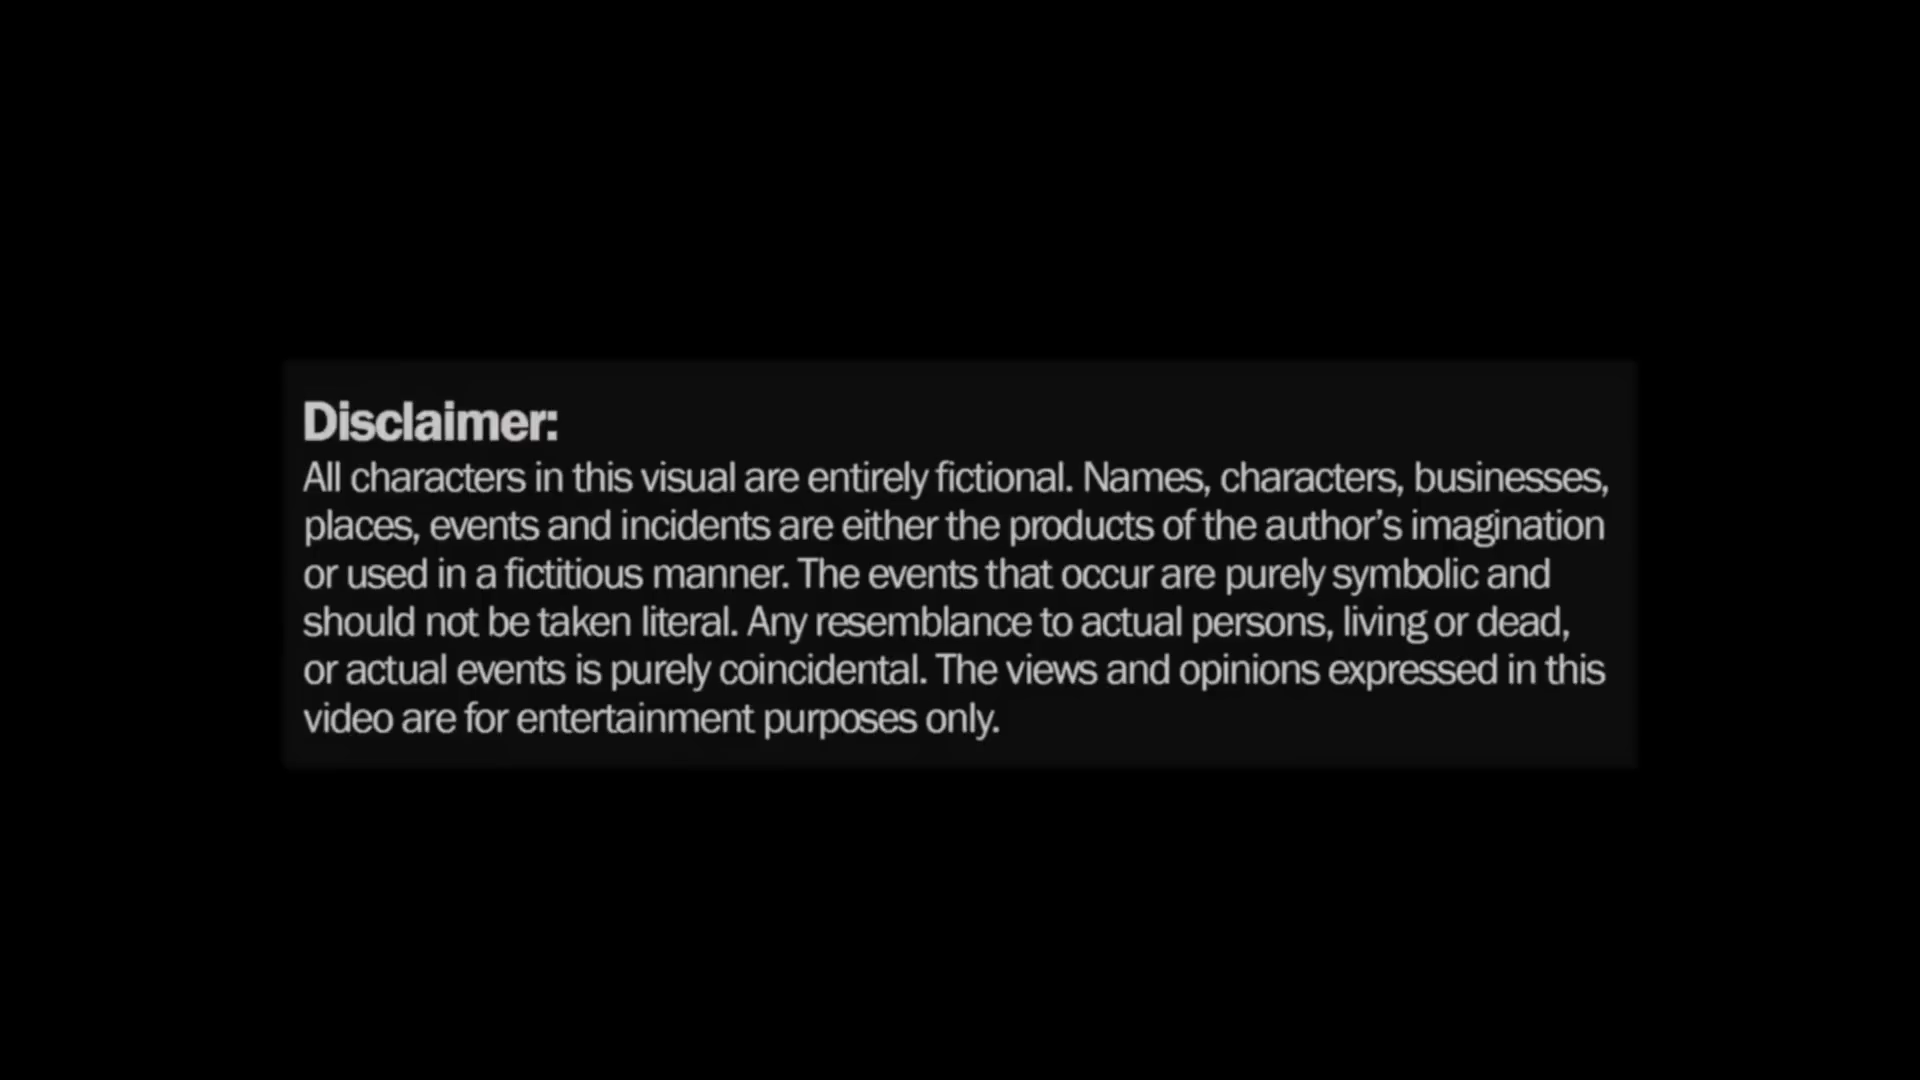 Disclaimer:
All characters in this visual are entirely fictional. Names, characters, businesses,
places, events and incidents are either the products of the author’s imagination
or used in a fictitious manner. The events that occur are purely symbolic and
should not be taken literal. Any resemblance to actual persons, living or dead,
or actual events is purely coincidental. The views and opinions expressed in this
video are for entertainment purposes only.